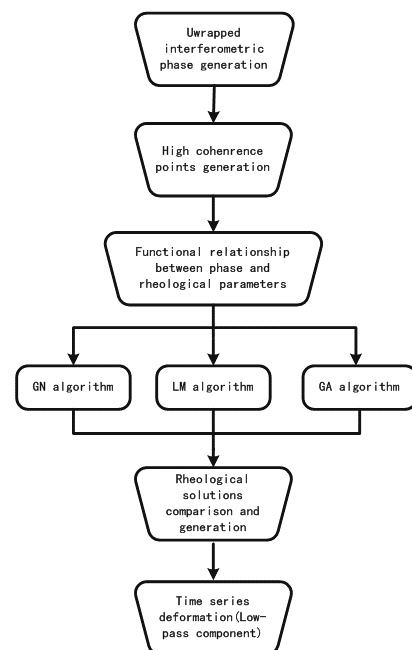 Uwrapped
interferometric
phase generation
High cohenrence
points generation
Functional relationship
between phase and
rheological parameters
GN algorithm
LM algorithm
GA algorithm
Rheological
solutions
comparison and
generation
Time series
deformation(Low-
pass component)